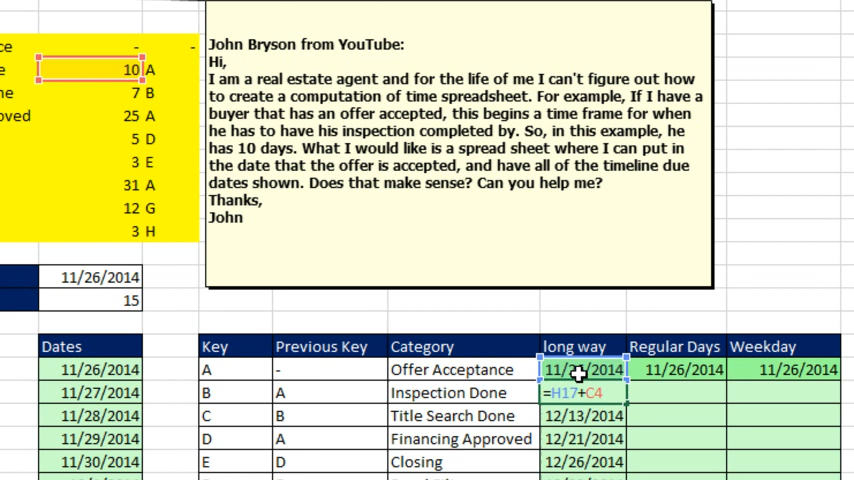 ce - -
John Bryson from YouTube:
e 10 A
Hi,
I am a real estate agent and for the life of me I can't figure out how
ne 7 B
to create a computation of time spreadsheet. For example, If I have a
oved 25 A
buyer that has an offer accepted, this begins a time frame for when
he has to have his inspection completed by. So, in this example, he
5 D
has 10 days. What I would like is a spread sheet where I can put in
3 E
the date that the offer is accepted, and have all of the timeline due
dates shown. Does that make sense? Can you help me?
31 A
Thanks,
12 G
John
3 H
11/26/2014
15
Dates Key Previous Key Category long way Regular Days Weekday
11/26/2014 A - Offer Acceptance 11/26/2014 11/26/2014
11/27/2014 B A Inspection Done =H17+C4
11/28/2014 C B Title Search Done 12/13/2014
11/29/2014 D A Financing Approved 12/21/2014
11/30/2014 E D Closing 12/26/2014